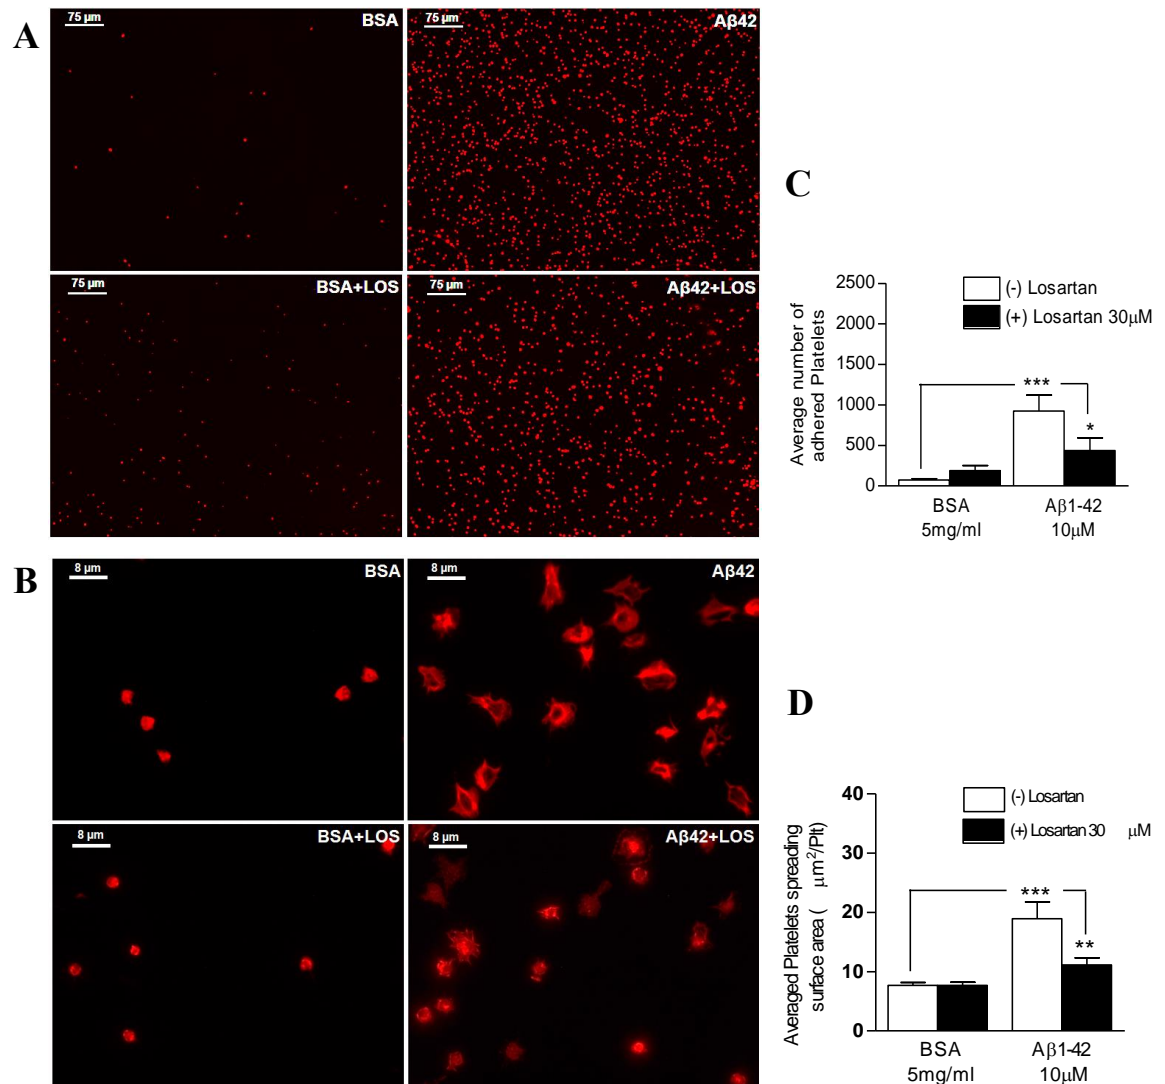 A
75 µm
BSA
75 µm
Aβ42
75 µm
BSA+LOS
75 µm
Aβ42+LOS
B
8 µm
BSA
8 µm
Aβ42
8 µm
BSA+LOS
8 µm
Aβ42+LOS
C
(-) Losartan
(+) Losartan 30µM
Average number of
adhered Platelets
2500
2000
1500
1000
500
0
***
*
BSA
5mg/ml
Aβ1-42
10µM
D
(-) Losartan
(+) Losartan 30 µM
Averaged Platelets spreading
surface area ( µm²/Plt)
40
30
20
10
0
***
**
BSA
5mg/ml
Aβ1-42
10µM